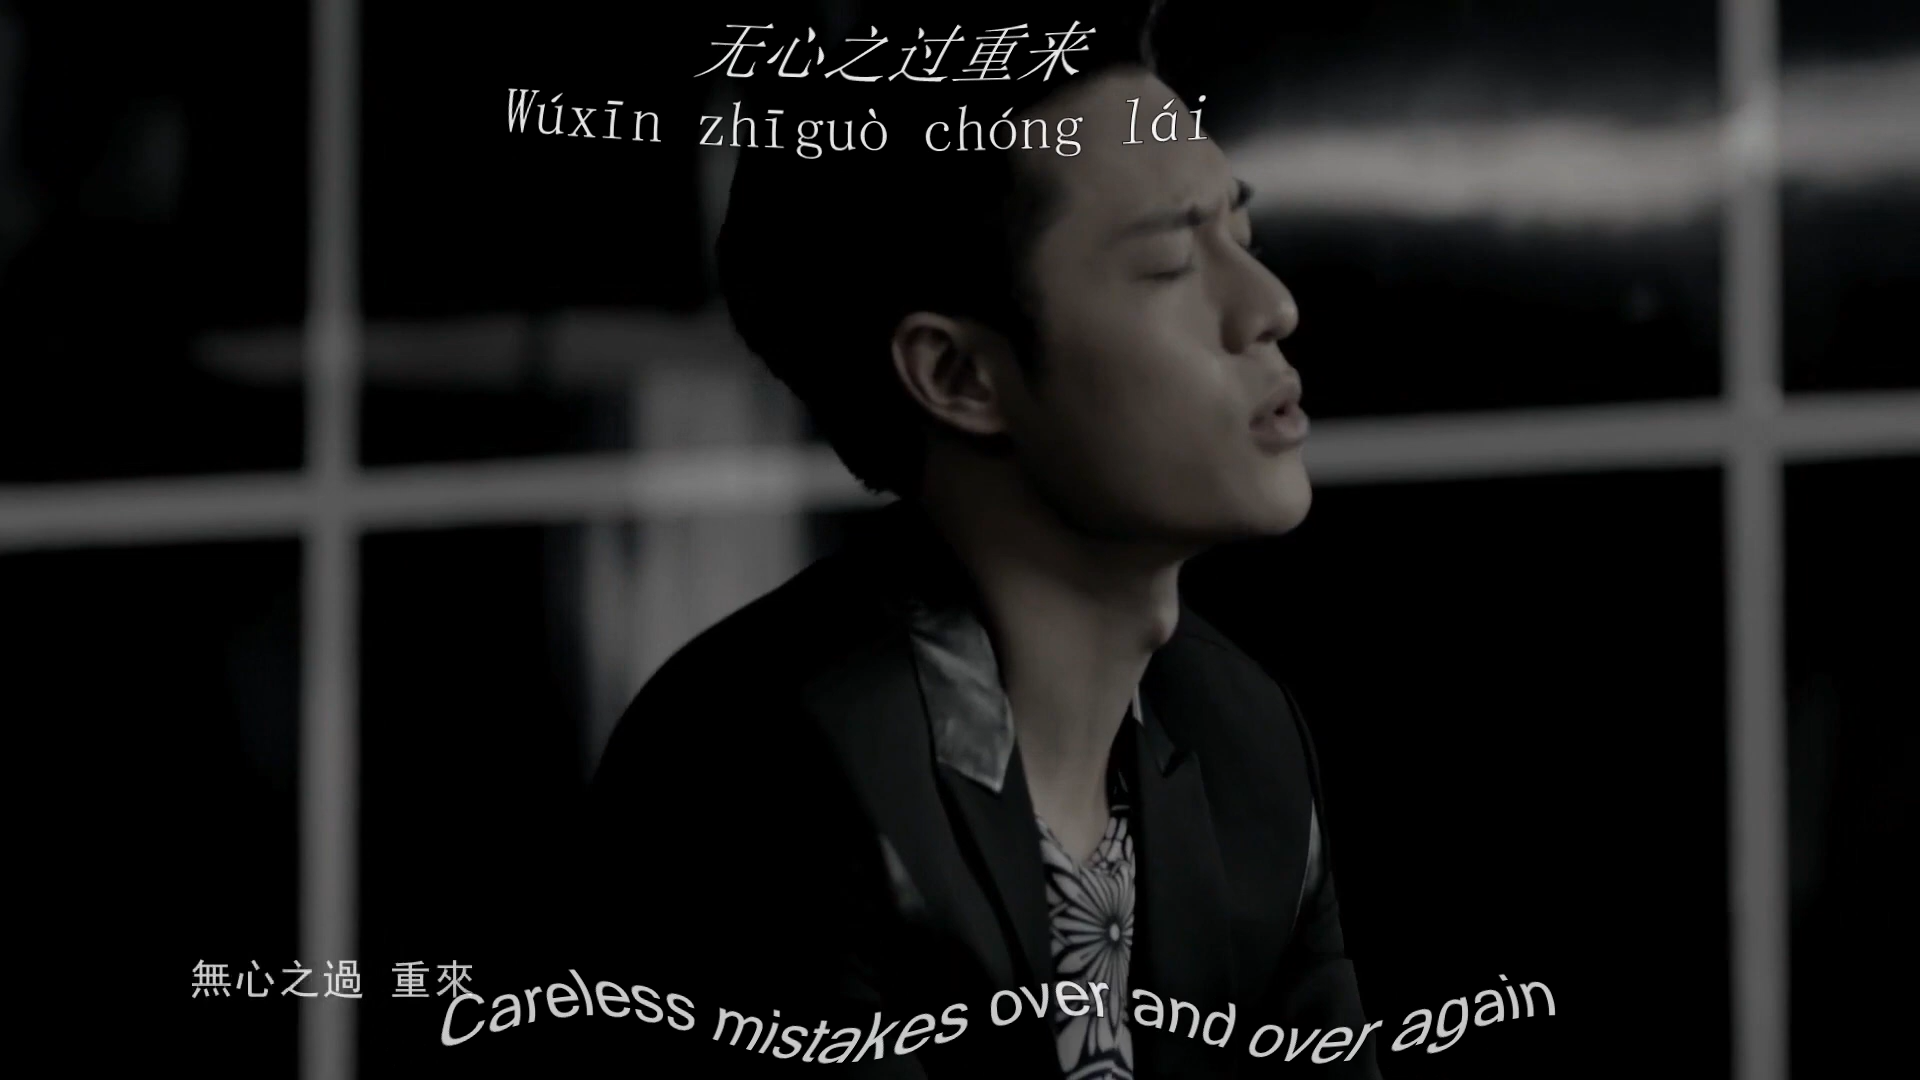 无心之过重来
Wúxīn zhīguò chóng lái
無心之過 重來
Careless mistakes over and over again